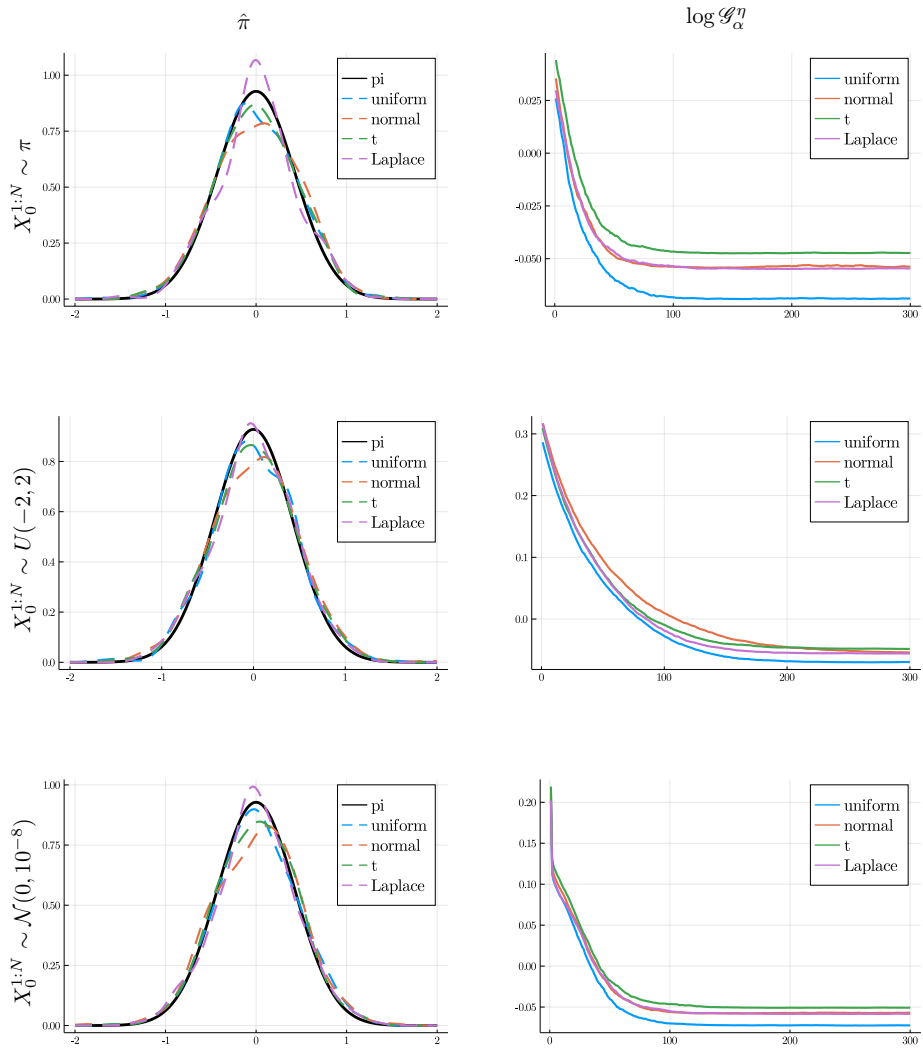 π̂
log 𝒢_α^η
X_0^{1:N} ∼ π
1.00
0.75
0.50
0.25
0.00
-2
-1
0
1
2
pi
uniform
normal
t
Laplace
0.025
0.000
-0.025
-0.050
0
100
200
300
uniform
normal
t
Laplace
X_0^{1:N} ∼ U(−2, 2)
0.8
0.6
0.4
0.2
0.0
-2
-1
0
1
2
pi
uniform
normal
t
Laplace
0.3
0.2
0.1
0.0
0
100
200
300
uniform
normal
t
Laplace
X_0^{1:N} ∼ 𝒩(0, 10^{−8})
1.00
0.75
0.50
0.25
0.00
-2
-1
0
1
2
pi
uniform
normal
t
Laplace
0.20
0.15
0.10
0.05
0.00
-0.05
0
100
200
300
uniform
normal
t
Laplace